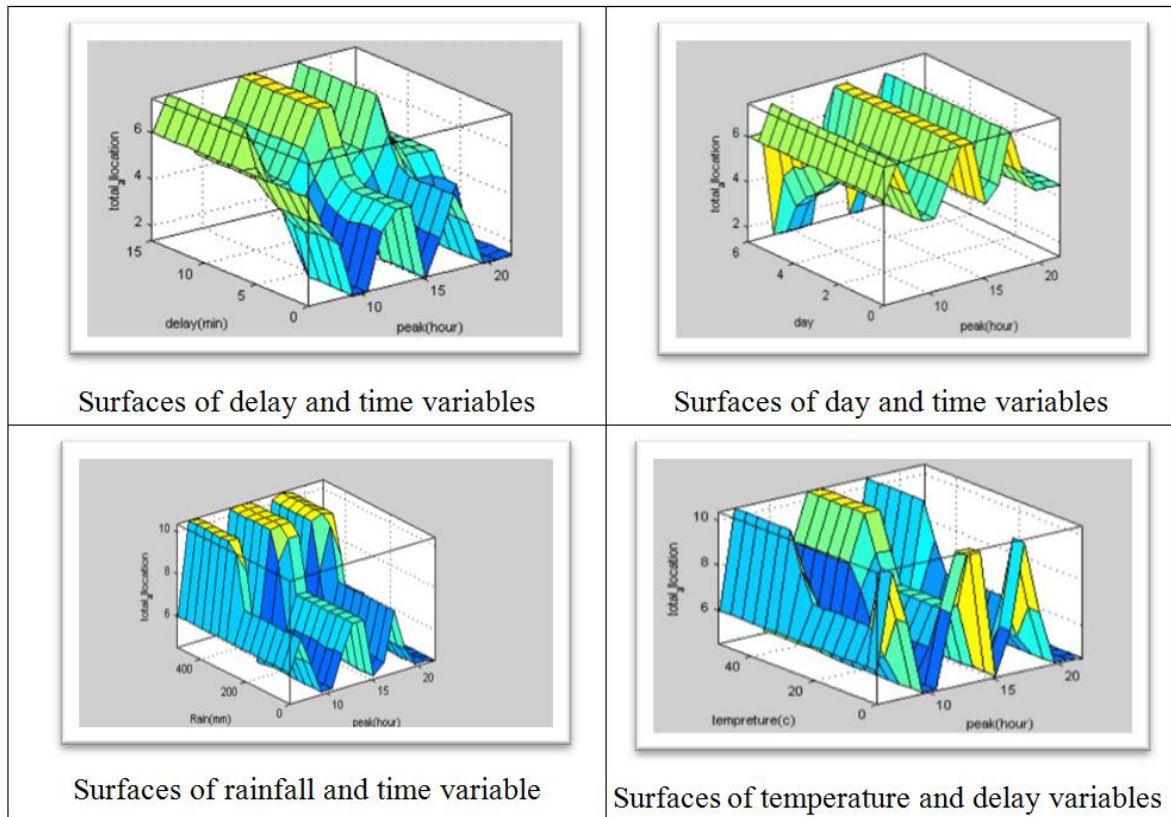 6
4
2
15
10
5
0
10
15
20
total_allocation
delay(min)
peak(hour)
Surfaces of delay and time variables
6
4
2
6
4
2
0
10
15
20
total_allocation
day
peak(hour)
Surfaces of day and time variables
10
8
6
400
200
0
10
15
20
total_allocation
Rain(mm)
peak(hour)
Surfaces of rainfall and time variable
10
8
6
40
20
0
10
15
20
total_allocation
tempreture(c)
peak(hour)
Surfaces of temperature and delay variables